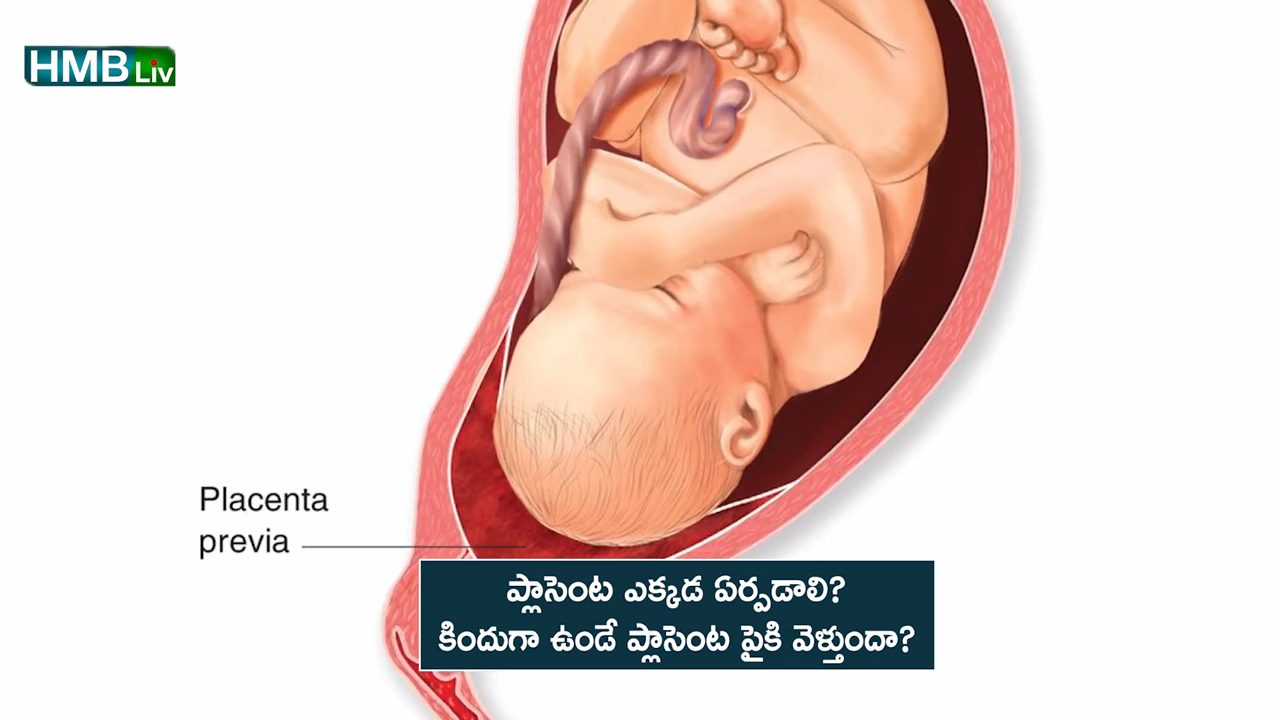 HMB Liv
Placenta
previa
ప్లాసెంట ఎక్కడ ఏర్పడాలి?
కిందుగా ఉండే ప్లాసెంట పైకి వెళ్తుందా?